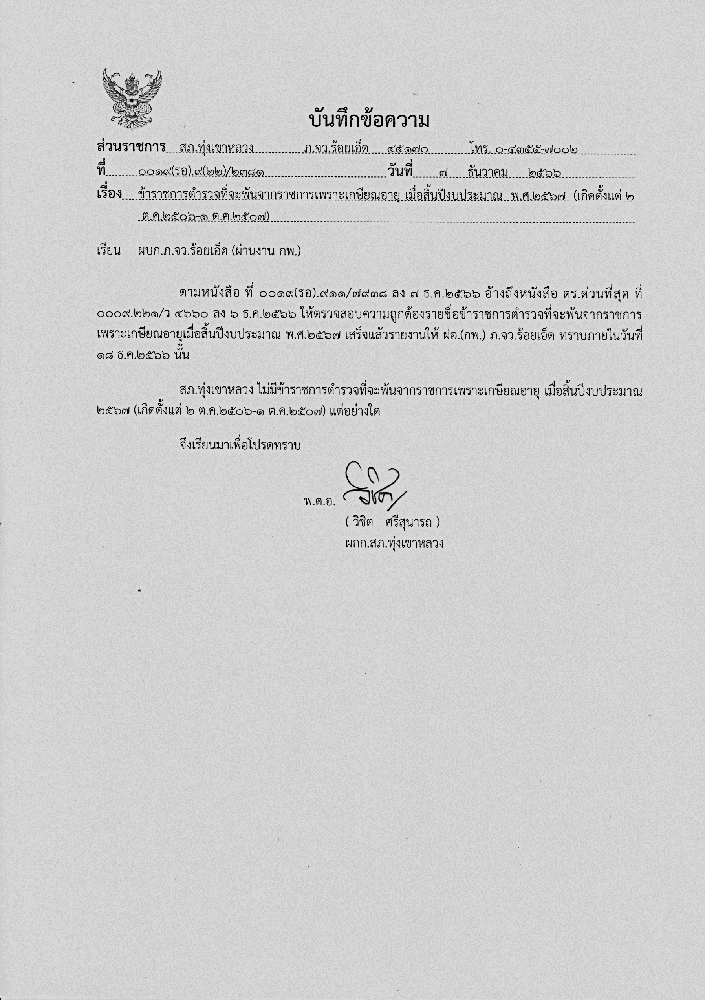 บันทึกข้อความ
ส่วนราชการ สภ.ทุ่งเขาหลวง ภ.จว.ร้อยเอ็ด ๔๕๑๗๐ โทร. ๐-๔๓๕๕-๗๐๐๒
ที่ ๐๐๑๙(รอ).๙(๒๒)/๒๓๘๑ วันที่ ๗ ธันวาคม ๒๕๖๖
เรื่อง ข้าราชการตำรวจที่จะพ้นจากราชการเพราะเกษียณอายุ เมื่อสิ้นปีงบประมาณ พ.ศ.๒๕๖๗ (เกิดตั้งแต่ ๒
ต.ค.๒๕๐๖-๑ ต.ค.๒๕๐๗)
เรียน ผบก.ภ.จว.ร้อยเอ็ด (ผ่านงาน กพ.)
ตามหนังสือ ที่ ๐๐๑๙(รอ).๙๑๑/๗๙๓๘ ลง ๗ ธ.ค.๒๕๖๖ อ้างถึงหนังสือ ตร.ด่วนที่สุด ที่
๐๐๐๙.๒๒๑/ว ๔๖๖๐ ลง ๖ ธ.ค.๒๕๖๖ ให้ตรวจสอบความถูกต้องรายชื่อข้าราชการตำรวจที่จะพ้นจากราชการ
เพราะเกษียณอายุเมื่อสิ้นปีงบประมาณ พ.ศ.๒๕๖๗ เสร็จแล้วรายงานให้ ฝอ.(กพ.) ภ.จว.ร้อยเอ็ด ทราบภายในวันที่
๑๘ ธ.ค.๒๕๖๖ นั้น
สภ.ทุ่งเขาหลวง ไม่มีข้าราชการตำรวจที่จะพ้นจากราชการเพราะเกษียณอายุ เมื่อสิ้นปีงบประมาณ
๒๕๖๗ (เกิดตั้งแต่ ๒ ต.ค.๒๕๐๖-๑ ต.ค.๒๕๐๗) แต่อย่างใด
จึงเรียนมาเพื่อโปรดทราบ
พ.ต.อ. วิชิต
( วิชิต ศรีสุนารถ )
ผกก.สภ.ทุ่งเขาหลวง